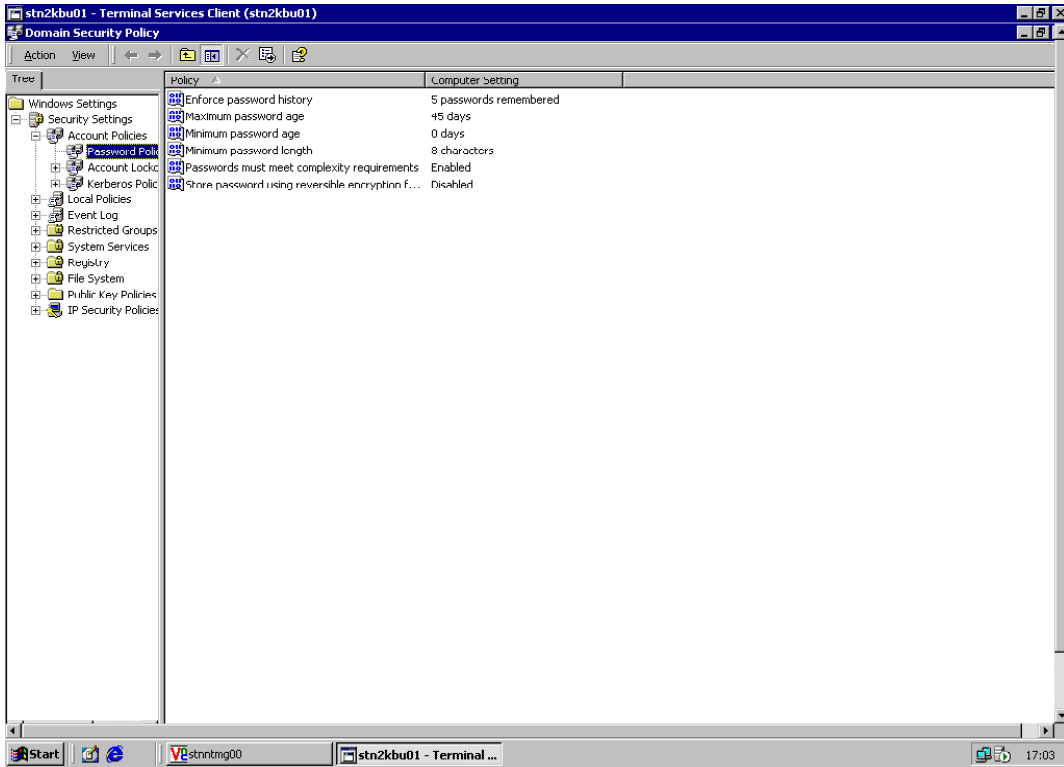 stn2kbu01 - Terminal Services Client (stn2kbu01)
Domain Security Policy
Action View
Tree
Policy Computer Setting
Windows Settings
Security Settings
Account Policies
Password Poli
Account Lockc
Kerberos Polic
Local Policies
Event Log
Restricted Groups
System Services
Registry
File System
Public Key Policies
IP Security Policies
Enforce password history 5 passwords remembered
Maximum password age 45 days
Minimum password age 0 days
Minimum password length 8 characters
Passwords must meet complexity requirements Enabled
Store password using reversible encryption f... Disabled
Start stnntmg00 stn2kbu01 - Terminal ... 17:03